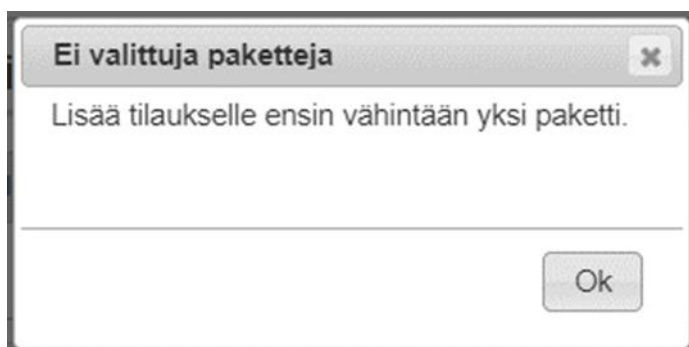 Ei valittuja paketteja
Lisää tilaukselle ensin vähintään yksi paketti.
Ok